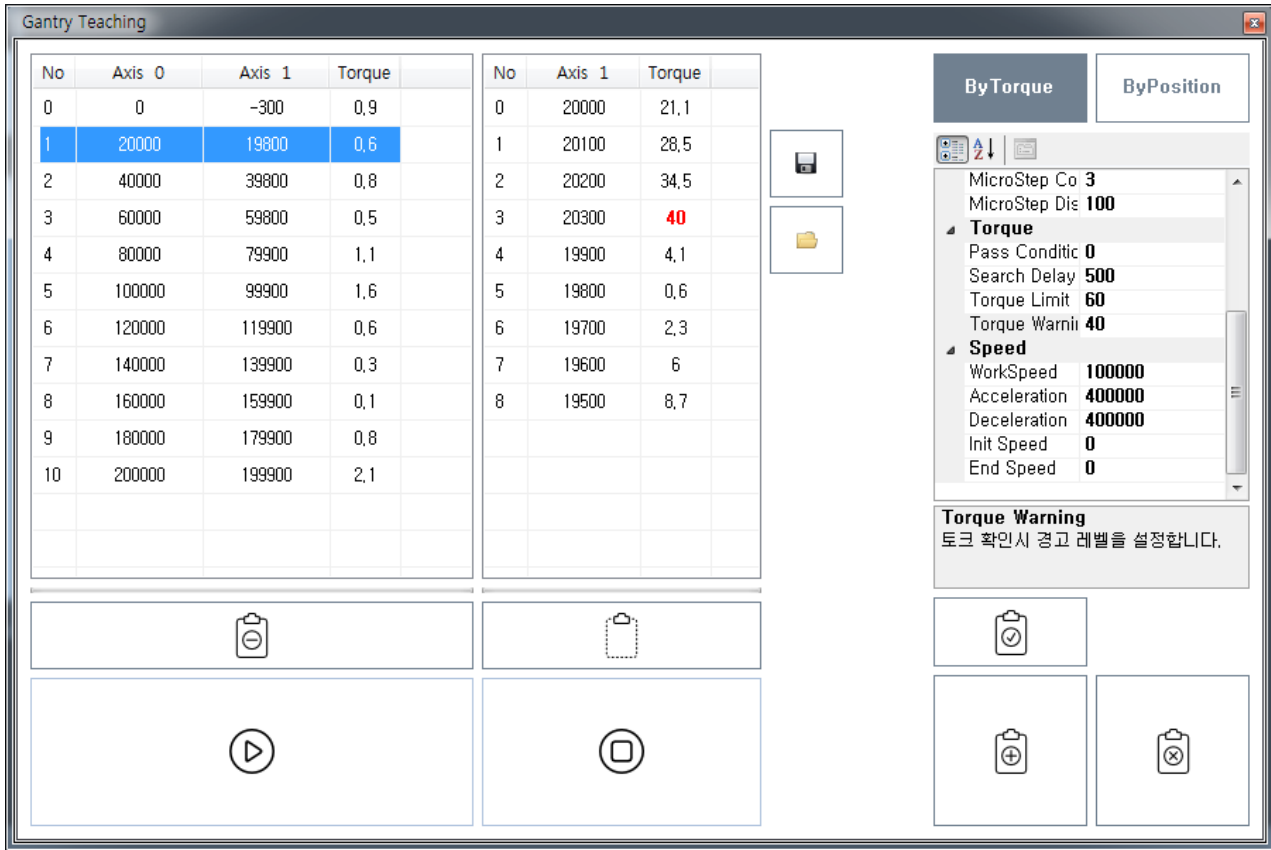 Gantry Teaching
No Axis 0 Axis 1 Torque
0 0 -300 0,9
1 20000 19800 0,6
2 40000 39800 0,8
3 60000 59800 0,5
4 80000 79900 1,1
5 100000 99900 1,6
6 120000 119900 0,6
7 140000 139900 0,3
8 160000 159900 0,1
9 180000 179900 0,8
10 200000 199900 2,1
No Axis 1 Torque
0 20000 21,1
1 20100 28,5
2 20200 34,5
3 20300 40
4 19900 4,1
5 19800 0,6
6 19700 2,3
7 19600 6
8 19500 8,7
ByTorque ByPosition
MicroStep Co 3
MicroStep Dis 100
Torque
Pass Conditic 0
Search Delay 500
Torque Limit 60
Torque Warnii 40
Speed
WorkSpeed 100000
Acceleration 400000
Deceleration 400000
Init Speed 0
End Speed 0
Torque Warning
토크 확인시 경고 레벨을 설정합니다,